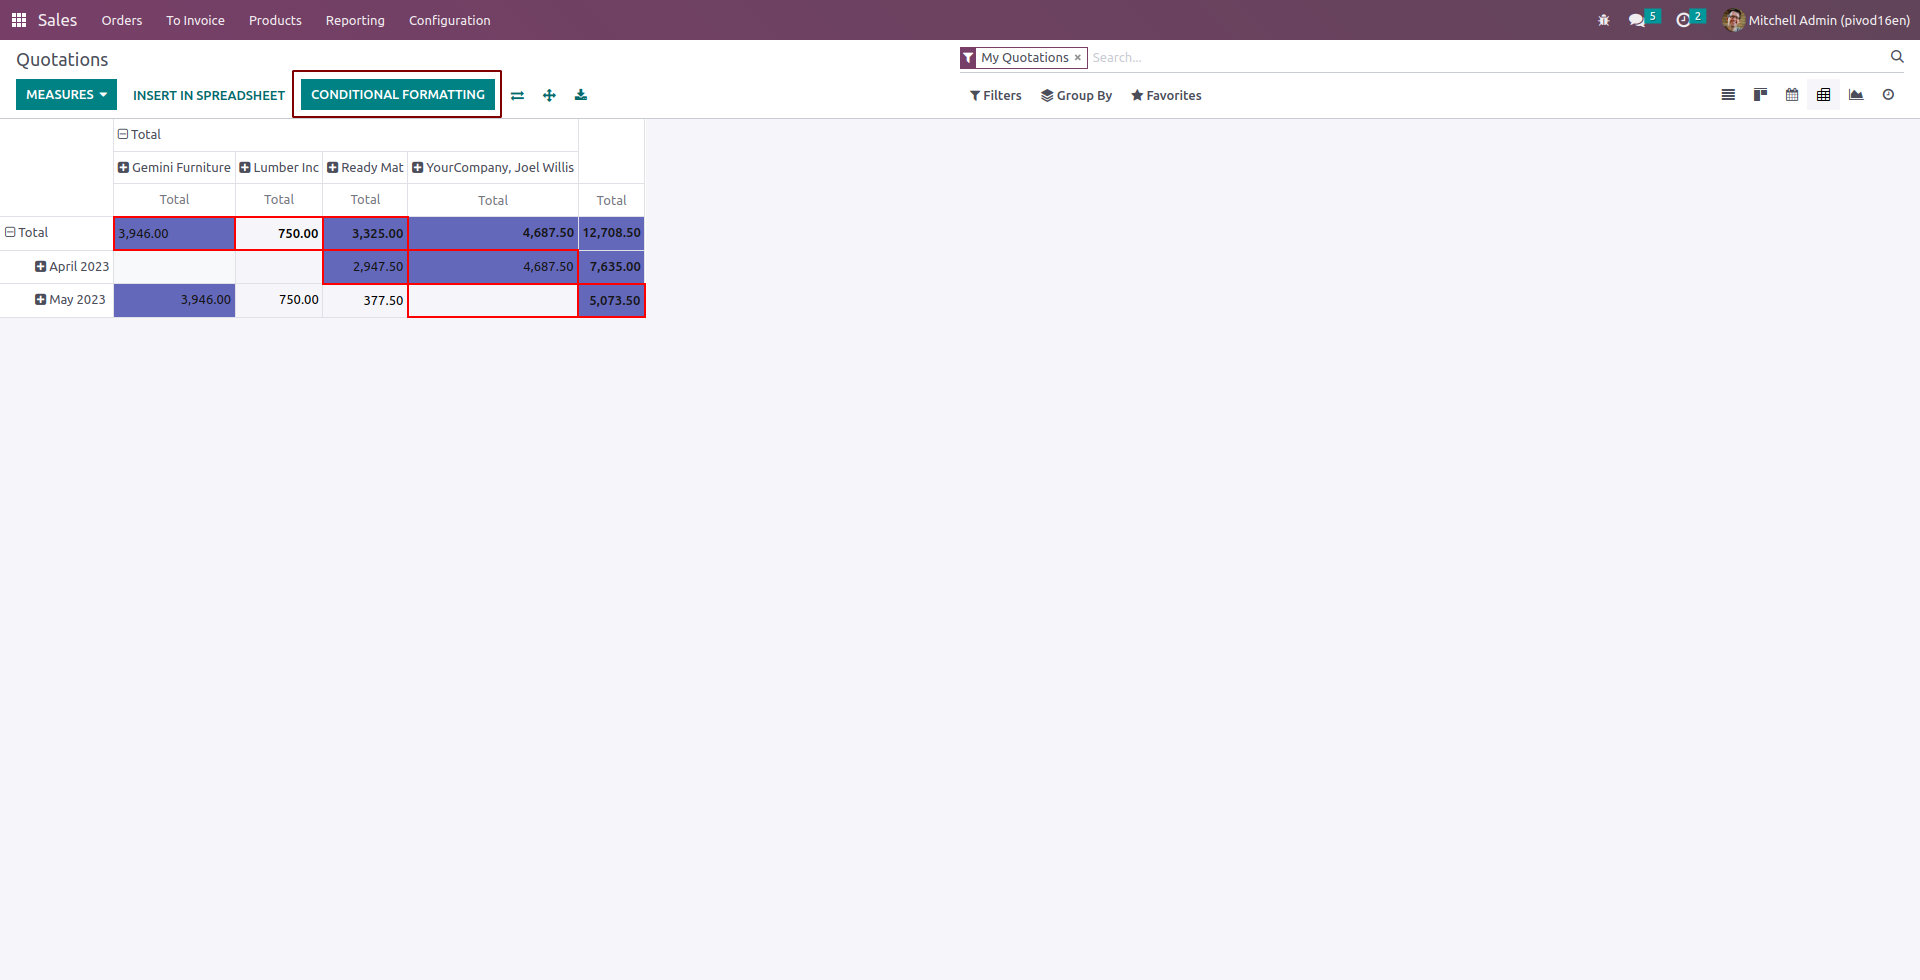 Sales Orders To Invoice Products Reporting Configuration 5 2 Mitchell Admin (pivod16en)
Quotations My Quotations × Search...
MEASURES INSERT IN SPREADSHEET CONDITIONAL FORMATTING Filters Group By Favorites
Total
Gemini Furniture Lumber Inc Ready Mat YourCompany, Joel Willis
Total Total Total Total Total
Total 3,946.00 750.00 3,325.00 4,687.50 12,708.50
April 2023 2,947.50 4,687.50 7,635.00
May 2023 3,946.00 750.00 377.50 5,073.50